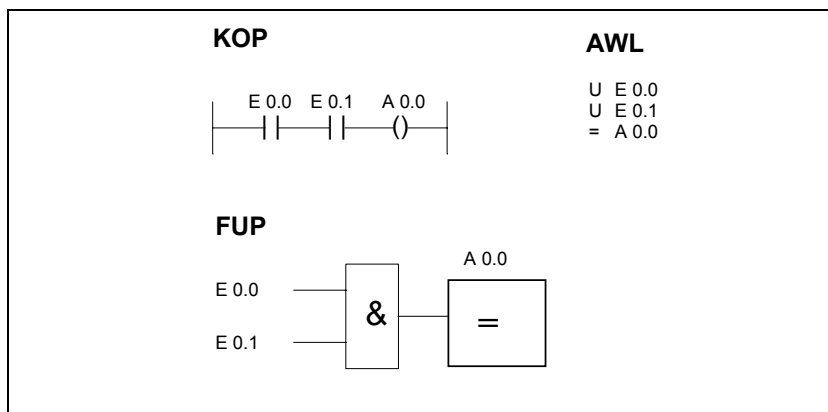 KOP
E 0.0 E 0.1 A 0.0
()
AWL
U E 0.0
U E 0.1
= A 0.0
FUP
A 0.0
E 0.0
&
=
E 0.1